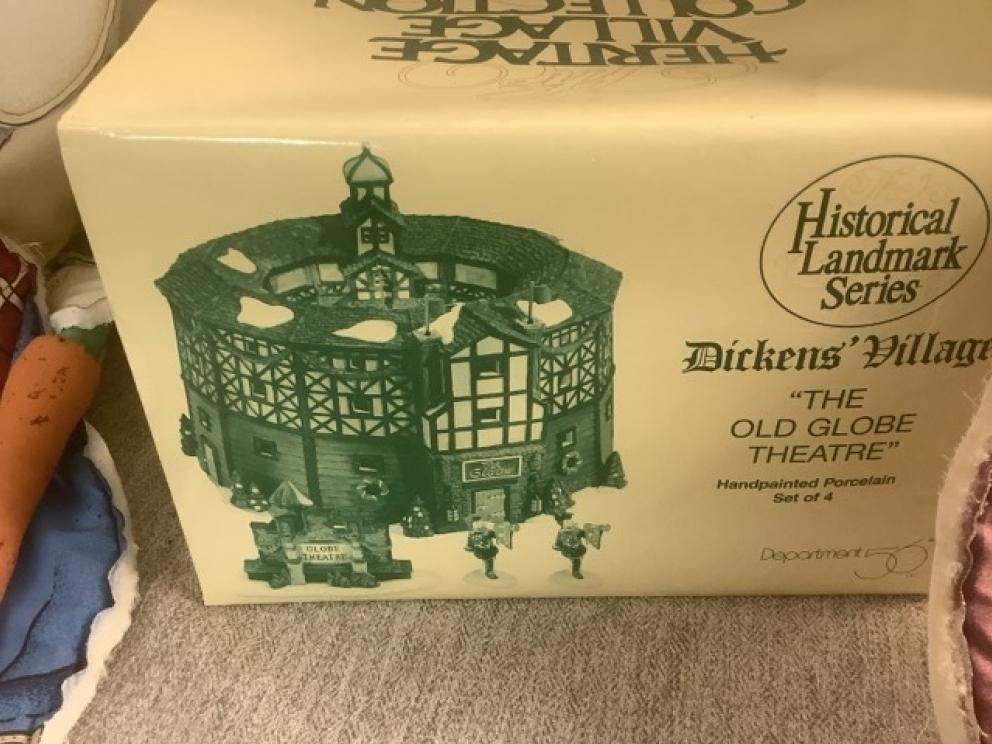 HERITAGE
VILLAGE
COLLECTION
Historical
Landmark
Series
Dickens' Village
"THE
OLD GLOBE
THEATRE"
Handpainted Porcelain
Set of 4
Department 56
GLOBE
THEATRE